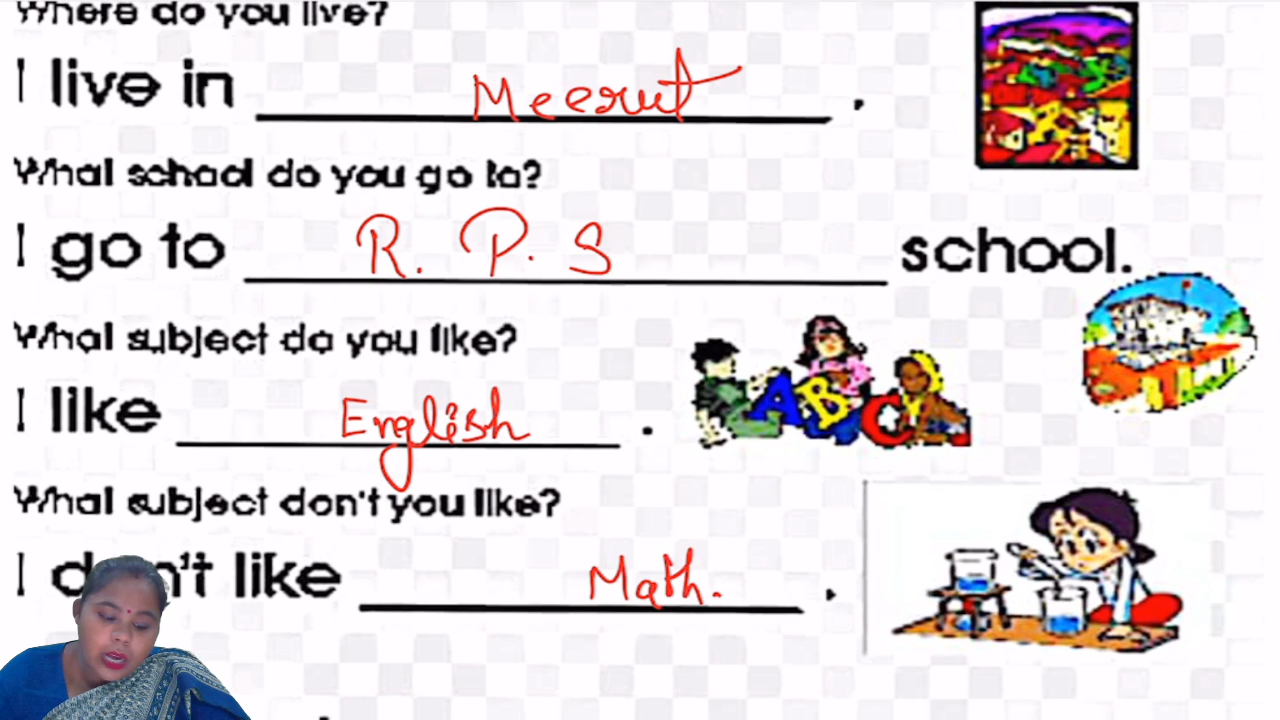 Where do you live?
I live in Meerut .
What school do you go to?
I go to R. P. S school.
What subject do you like?
I like English .
ABC
What subject don't you like?
I don't like Math. .